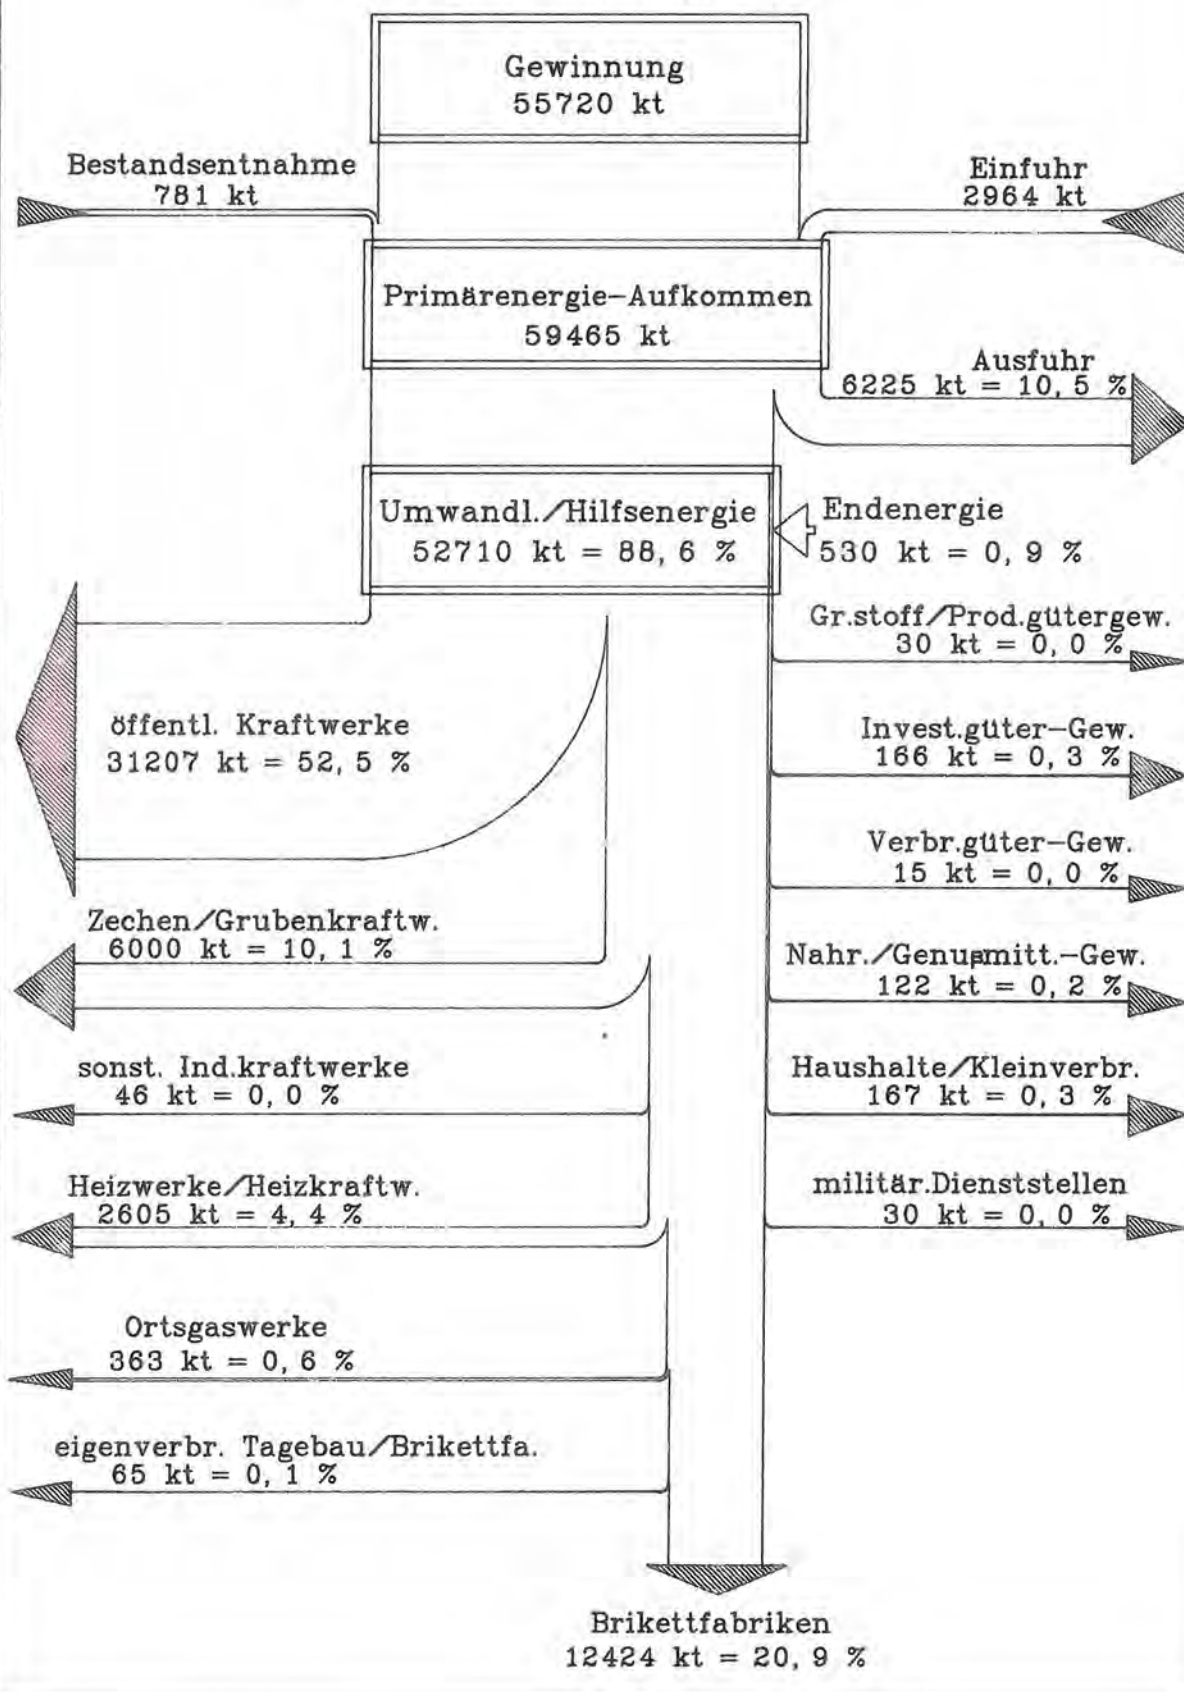 Gewinnung
55720 kt
Bestandsentnahme
781 kt
Einfuhr
2964 kt
Primärenergie-Aufkommen
59465 kt
Ausfuhr
6225 kt = 10, 5 %
Umwandl./Hilfsenergie
52710 kt = 88, 6 %
Endenergie
530 kt = 0, 9 %
Gr.stoff/Prod.gütergew.
30 kt = 0, 0 %
öffentl. Kraftwerke
31207 kt = 52, 5 %
Invest.güter-Gew.
166 kt = 0, 3 %
Verbr.güter-Gew.
15 kt = 0, 0 %
Zechen/Grubenkraftw.
6000 kt = 10, 1 %
Nahr./Genußmitt.-Gew.
122 kt = 0, 2 %
sonst. Ind.kraftwerke
46 kt = 0, 0 %
Haushalte/Kleinverbr.
167 kt = 0, 3 %
Heizwerke/Heizkraftw.
2605 kt = 4, 4 %
militär.Dienststellen
30 kt = 0, 0 %
Ortsgaswerke
363 kt = 0, 6 %
eigenverbr. Tagebau/Brikettfa.
65 kt = 0, 1 %
Brikettfabriken
12424 kt = 20, 9 %